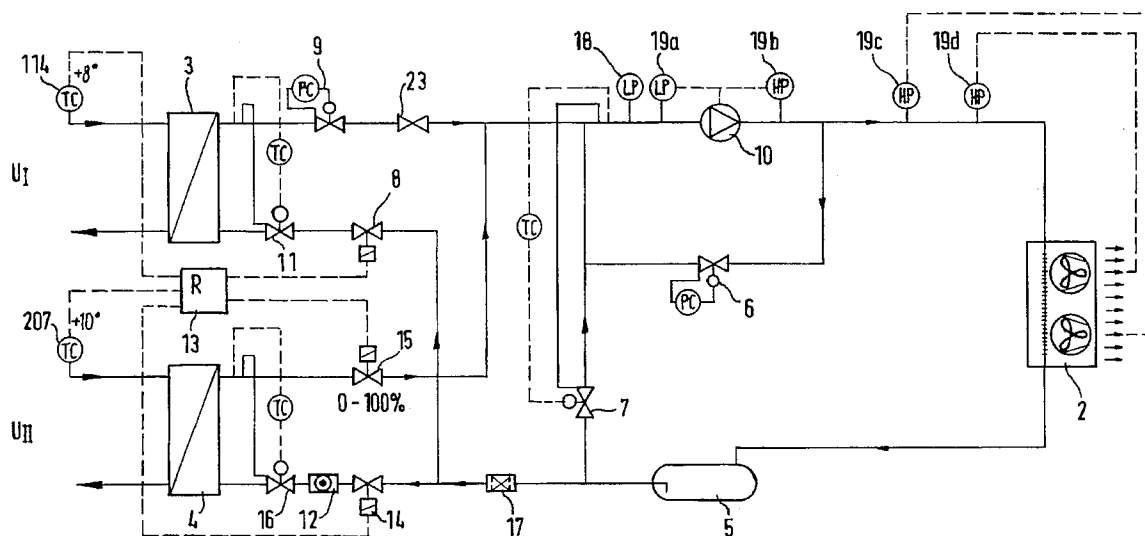 114
TC
+8°
3
9
PC
23
18
19a
19b
19c
19d
LP
LP
HP
HP
HP
10
TC
UI
8
11
TC
R
13
PC
6
207
TC
+10°
15
0-100%
7
2
TC
UII
4
16
12
14
17
5